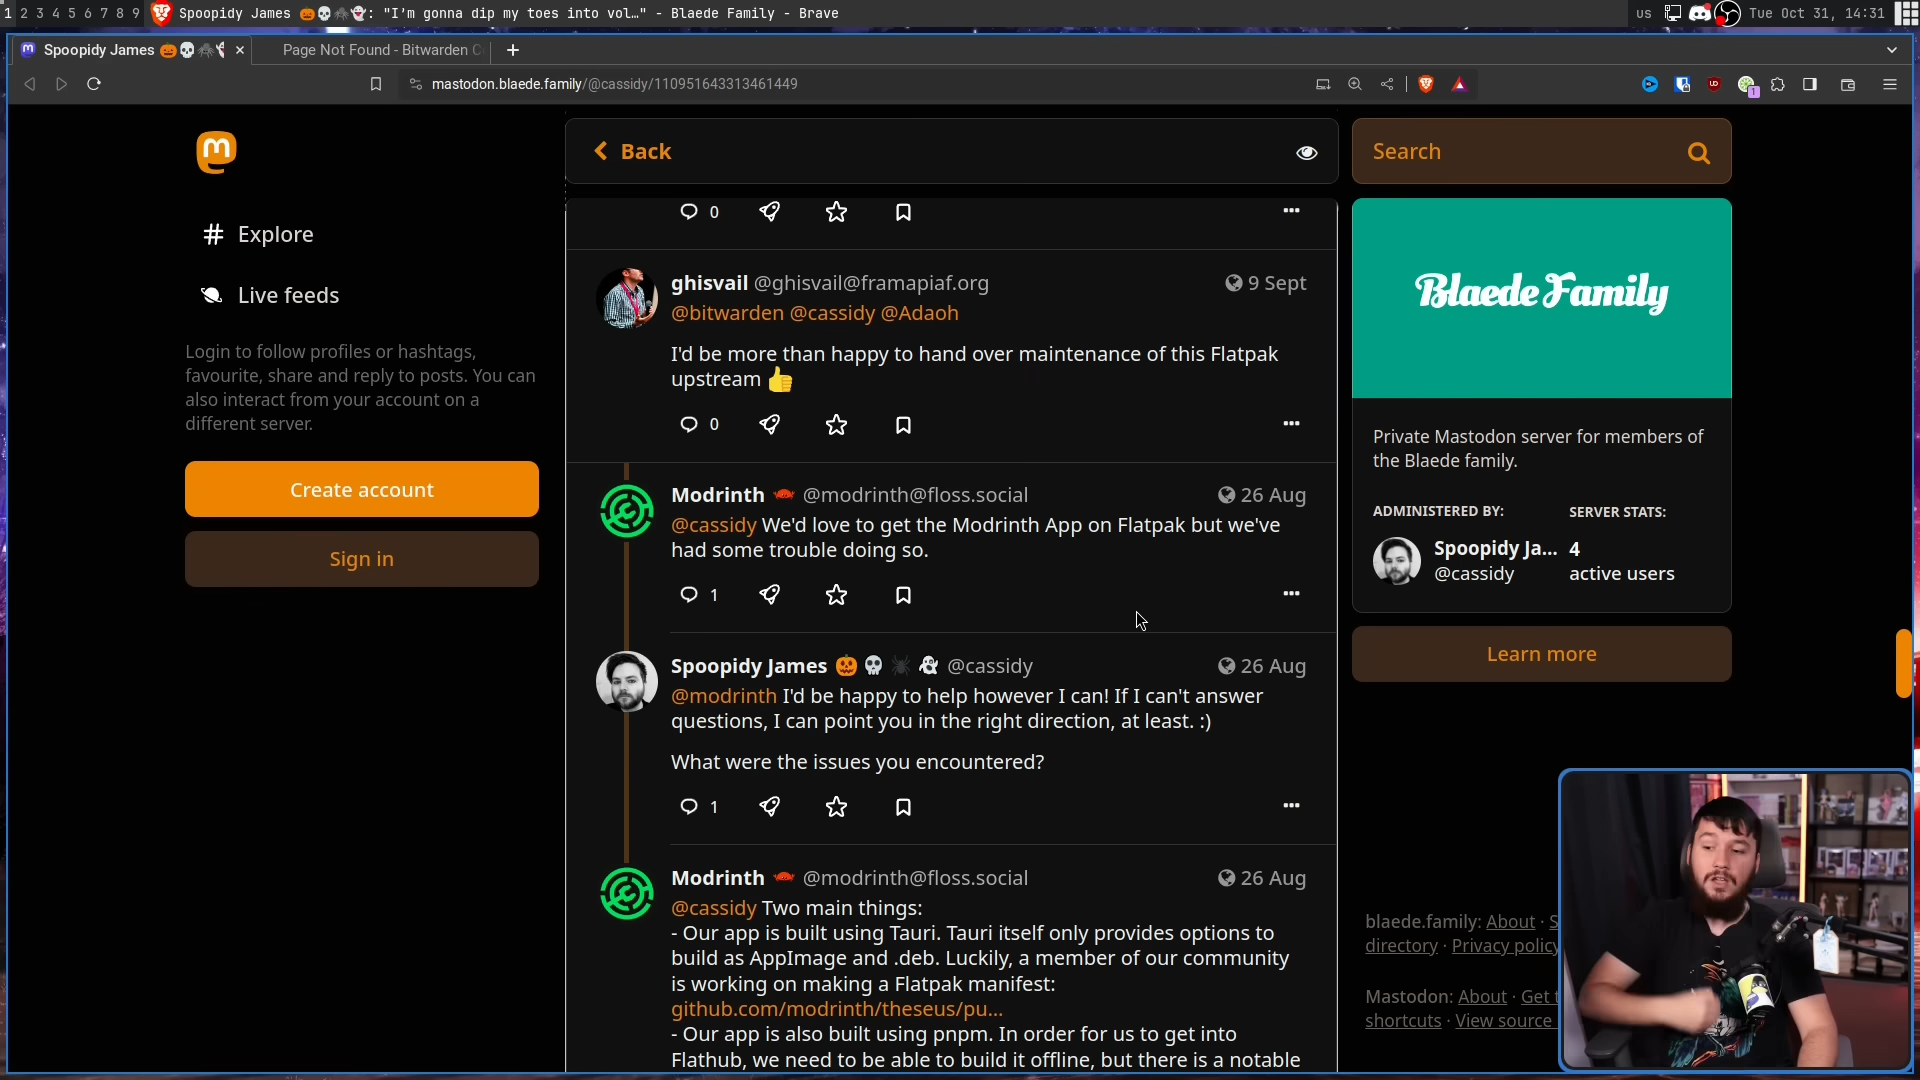 1 2 3 4 5 6 7 8 9 Spoopidy James 🎃💀🕷👻: "I'm gonna dip my toes into vol…" - Blaede Family - Brave
us Tue Oct 31, 14:31
Spoopidy James 🎃💀🕷
Page Not Found - Bitwarden C
mastodon.blaede.family/@cassidy/110951643313461449
1
Explore
Live feeds
Login to follow profiles or hashtags,
favourite, share and reply to posts. You can
also interact from your account on a
different server.
Create account
Sign in
Back
0
ghisvail @ghisvail@framapiaf.org 9 Sept
@bitwarden @cassidy @Adaoh
I'd be more than happy to hand over maintenance of this Flatpak
upstream 👍
0
Modrinth @modrinth@floss.social 26 Aug
@cassidy We'd love to get the Modrinth App on Flatpak but we've
had some trouble doing so.
1
Spoopidy James 🎃 💀 🕷 👻 @cassidy 26 Aug
@modrinth I'd be happy to help however I can! If I can't answer
questions, I can point you in the right direction, at least. :)
What were the issues you encountered?
1
Modrinth @modrinth@floss.social 26 Aug
@cassidy Two main things:
- Our app is built using Tauri. Tauri itself only provides options to
build as AppImage and .deb. Luckily, a member of our community
is working on making a Flatpak manifest:
github.com/modrinth/theseus/pu…
- Our app is also built using pnpm. In order for us to get into
Flathub, we need to be able to build it offline, but there is a notable
Search
Blaede Family
Private Mastodon server for members of
the Blaede family.
ADMINISTERED BY: SERVER STATS:
Spoopidy Ja… 4
@cassidy active users
Learn more
blaede.family: About · S
directory · Privacy policy
Mastodon: About · Get t
shortcuts · View source